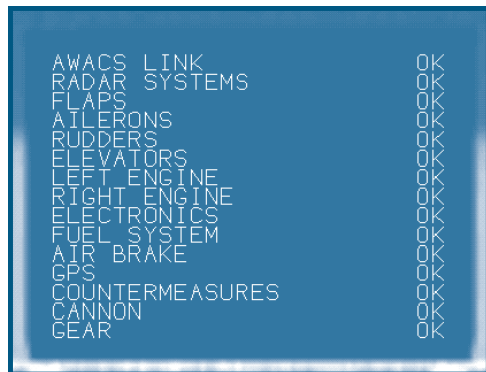 AWACS LINK OK
RADAR SYSTEMS OK
FLAPS OK
AILERONS OK
RUDDERS OK
ELEVATORS OK
LEFT ENGINE OK
RIGHT ENGINE OK
ELECTRONICS OK
FUEL SYSTEM OK
AIR BRAKE OK
GPS OK
COUNTERMEASURES OK
CANNON OK
GEAR OK